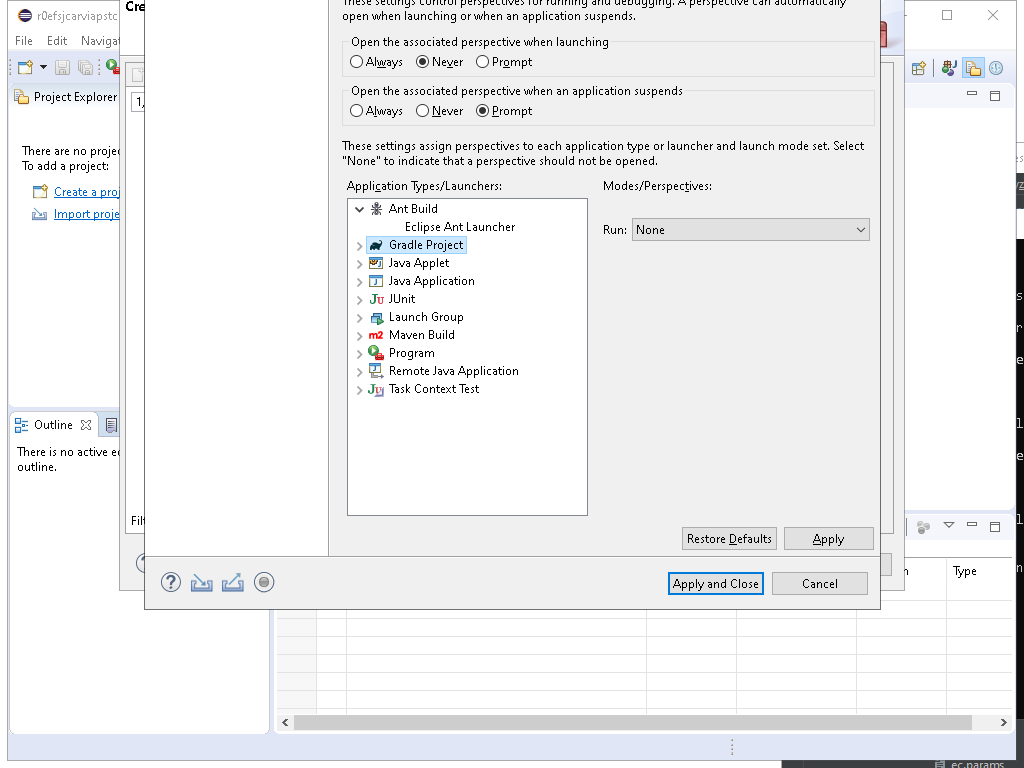 r0efsjcarviapstc
Cre
These settings control perspectives for running and debugging. A perspective can automatically
open when launching or when an application suspends.
File Edit Naviga
Open the associated perspective when launching
Always Never Prompt
Project Explorer
1,
Open the associated perspective when an application suspends
Always Never Prompt
There are no proje
To add a project:
Create a proj
Import proje
These settings assign perspectives to each application type or launcher and launch mode set. Select
"None" to indicate that a perspective should not be opened.
Application Types/Launchers:
Modes/Perspectives:
Ant Build
Eclipse Ant Launcher
Run: None
Gradle Project
Java Applet
Java Application
JUnit
Launch Group
Maven Build
Program
Remote Java Application
Task Context Test
Outline
There is no active ed
outline.
Filt
Restore Defaults Apply
Apply and Close Cancel
n Type
ec.params